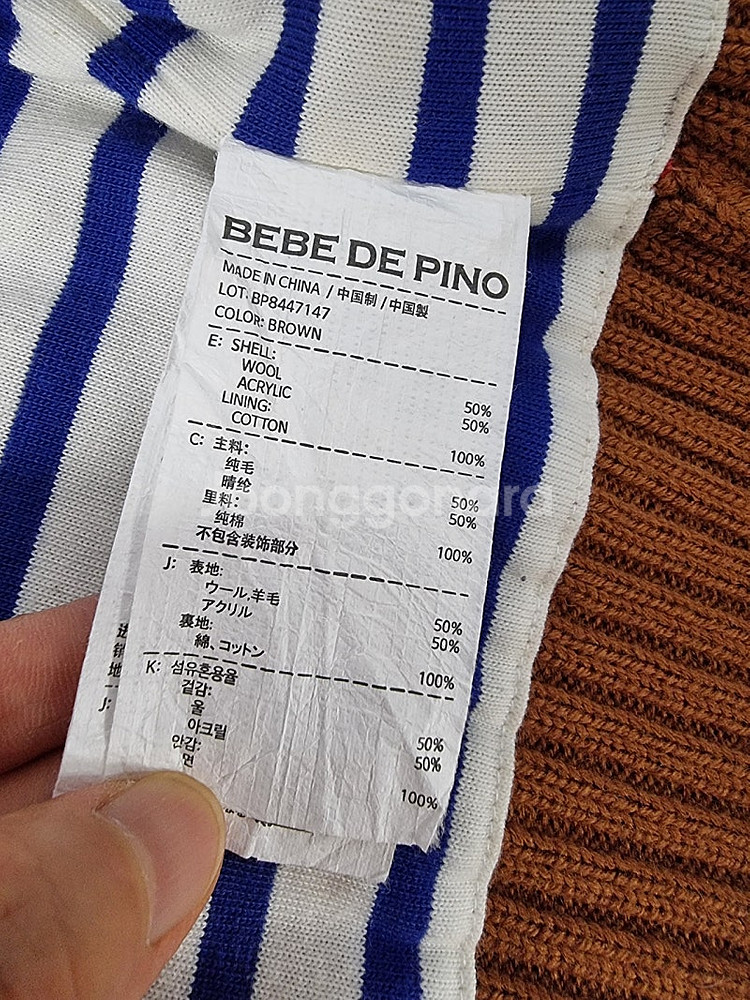 BEBE DE PINO
MADE IN CHINA / 中国制 / 中国製
LOT: BP8447147
COLOR: BROWN
E: SHELL:
WOOL 50%
ACRYLIC 50%
LINING:
COTTON 100%
C: 主料:
纯毛 50%
晴纶 50%
里料:
纯棉 100%
不包含装饰部分
J: 表地:
ウール,羊毛 50%
アクリル 50%
裏地:
綿、コットン 100%
K: 섬유혼용율
겉감:
울 50%
아크릴 50%
안감:
면 100%
地
J:
joonggonara